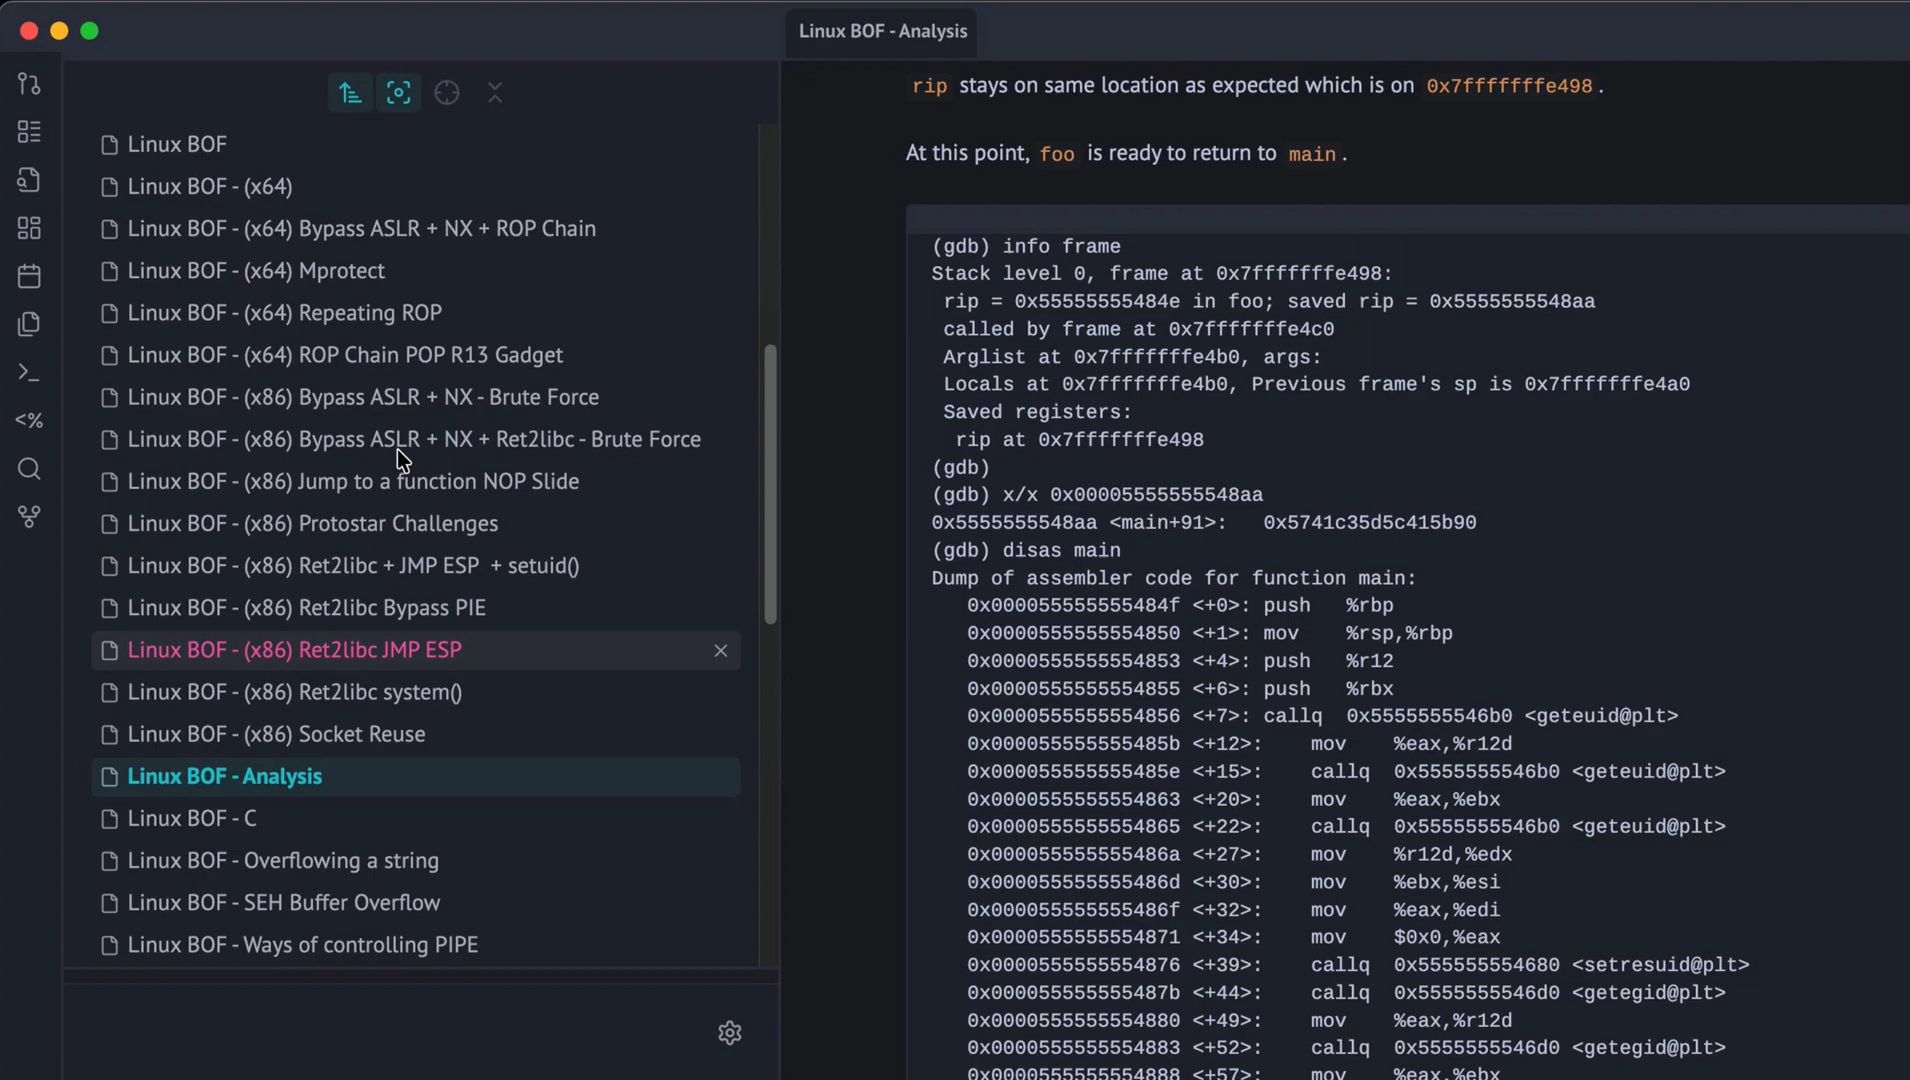 Linux BOF - Analysis
Linux BOF
Linux BOF - (x64)
Linux BOF - (x64) Bypass ASLR + NX + ROP Chain
Linux BOF - (x64) Mprotect
Linux BOF - (x64) Repeating ROP
Linux BOF - (x64) ROP Chain POP R13 Gadget
Linux BOF - (x86) Bypass ASLR + NX - Brute Force
Linux BOF - (x86) Bypass ASLR + NX + Ret2libc - Brute Force
Linux BOF - (x86) Jump to a function NOP Slide
Linux BOF - (x86) Protostar Challenges
Linux BOF - (x86) Ret2libc + JMP ESP + setuid()
Linux BOF - (x86) Ret2libc Bypass PIE
Linux BOF - (x86) Ret2libc JMP ESP
Linux BOF - (x86) Ret2libc system()
Linux BOF - (x86) Socket Reuse
Linux BOF - Analysis
Linux BOF - C
Linux BOF - Overflowing a string
Linux BOF - SEH Buffer Overflow
Linux BOF - Ways of controlling PIPE
rip stays on same location as expected which is on 0x7fffffffe498.
At this point, foo is ready to return to main.
(gdb) info frame
Stack level 0, frame at 0x7fffffffe498:
rip = 0x55555555484e in foo; saved rip = 0x5555555548aa
called by frame at 0x7fffffffe4c0
Arglist at 0x7fffffffe4b0, args:
Locals at 0x7fffffffe4b0, Previous frame's sp is 0x7fffffffe4a0
Saved registers:
rip at 0x7fffffffe498
(gdb)
(gdb) x/x 0x00005555555548aa
0x5555555548aa <main+91>: 0x5741c35d5c415b90
(gdb) disas main
Dump of assembler code for function main:
0x000055555555484f <+0>: push %rbp
0x0000555555554850 <+1>: mov %rsp,%rbp
0x0000555555554853 <+4>: push %r12
0x0000555555554855 <+6>: push %rbx
0x0000555555554856 <+7>: callq 0x5555555546b0 <geteuid@plt>
0x000055555555485b <+12>: mov %eax,%r12d
0x000055555555485e <+15>: callq 0x5555555546b0 <geteuid@plt>
0x0000555555554863 <+20>: mov %eax,%ebx
0x0000555555554865 <+22>: callq 0x5555555546b0 <geteuid@plt>
0x000055555555486a <+27>: mov %r12d,%edx
0x000055555555486d <+30>: mov %ebx,%esi
0x000055555555486f <+32>: mov %eax,%edi
0x0000555555554871 <+34>: mov $0x0,%eax
0x0000555555554876 <+39>: callq 0x555555554680 <setresuid@plt>
0x000055555555487b <+44>: callq 0x5555555546d0 <getegid@plt>
0x0000555555554880 <+49>: mov %eax,%r12d
0x0000555555554883 <+52>: callq 0x5555555546d0 <getegid@plt>
0x0000555555554888 <+57>: mov %eax,%ebx